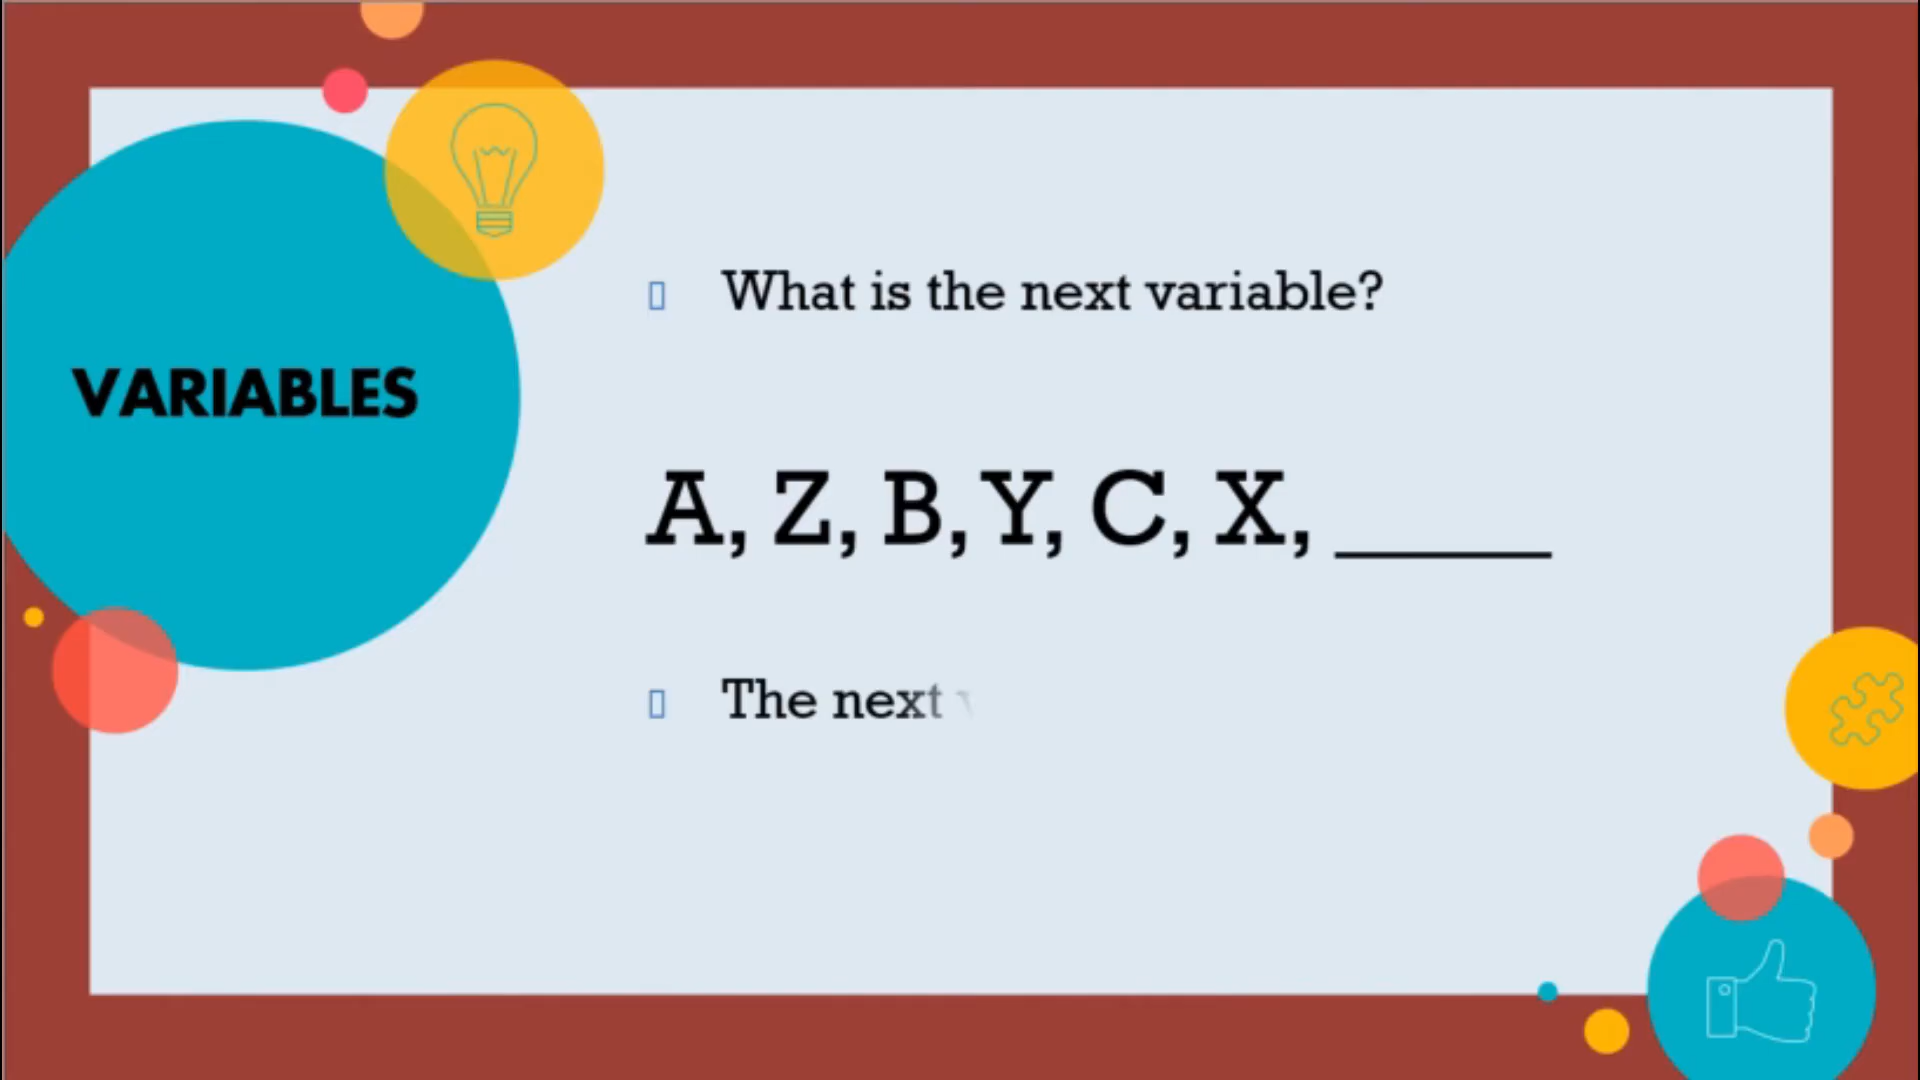 VARIABLES
What is the next variable?
A, Z, B, Y, C, X, _____
The next